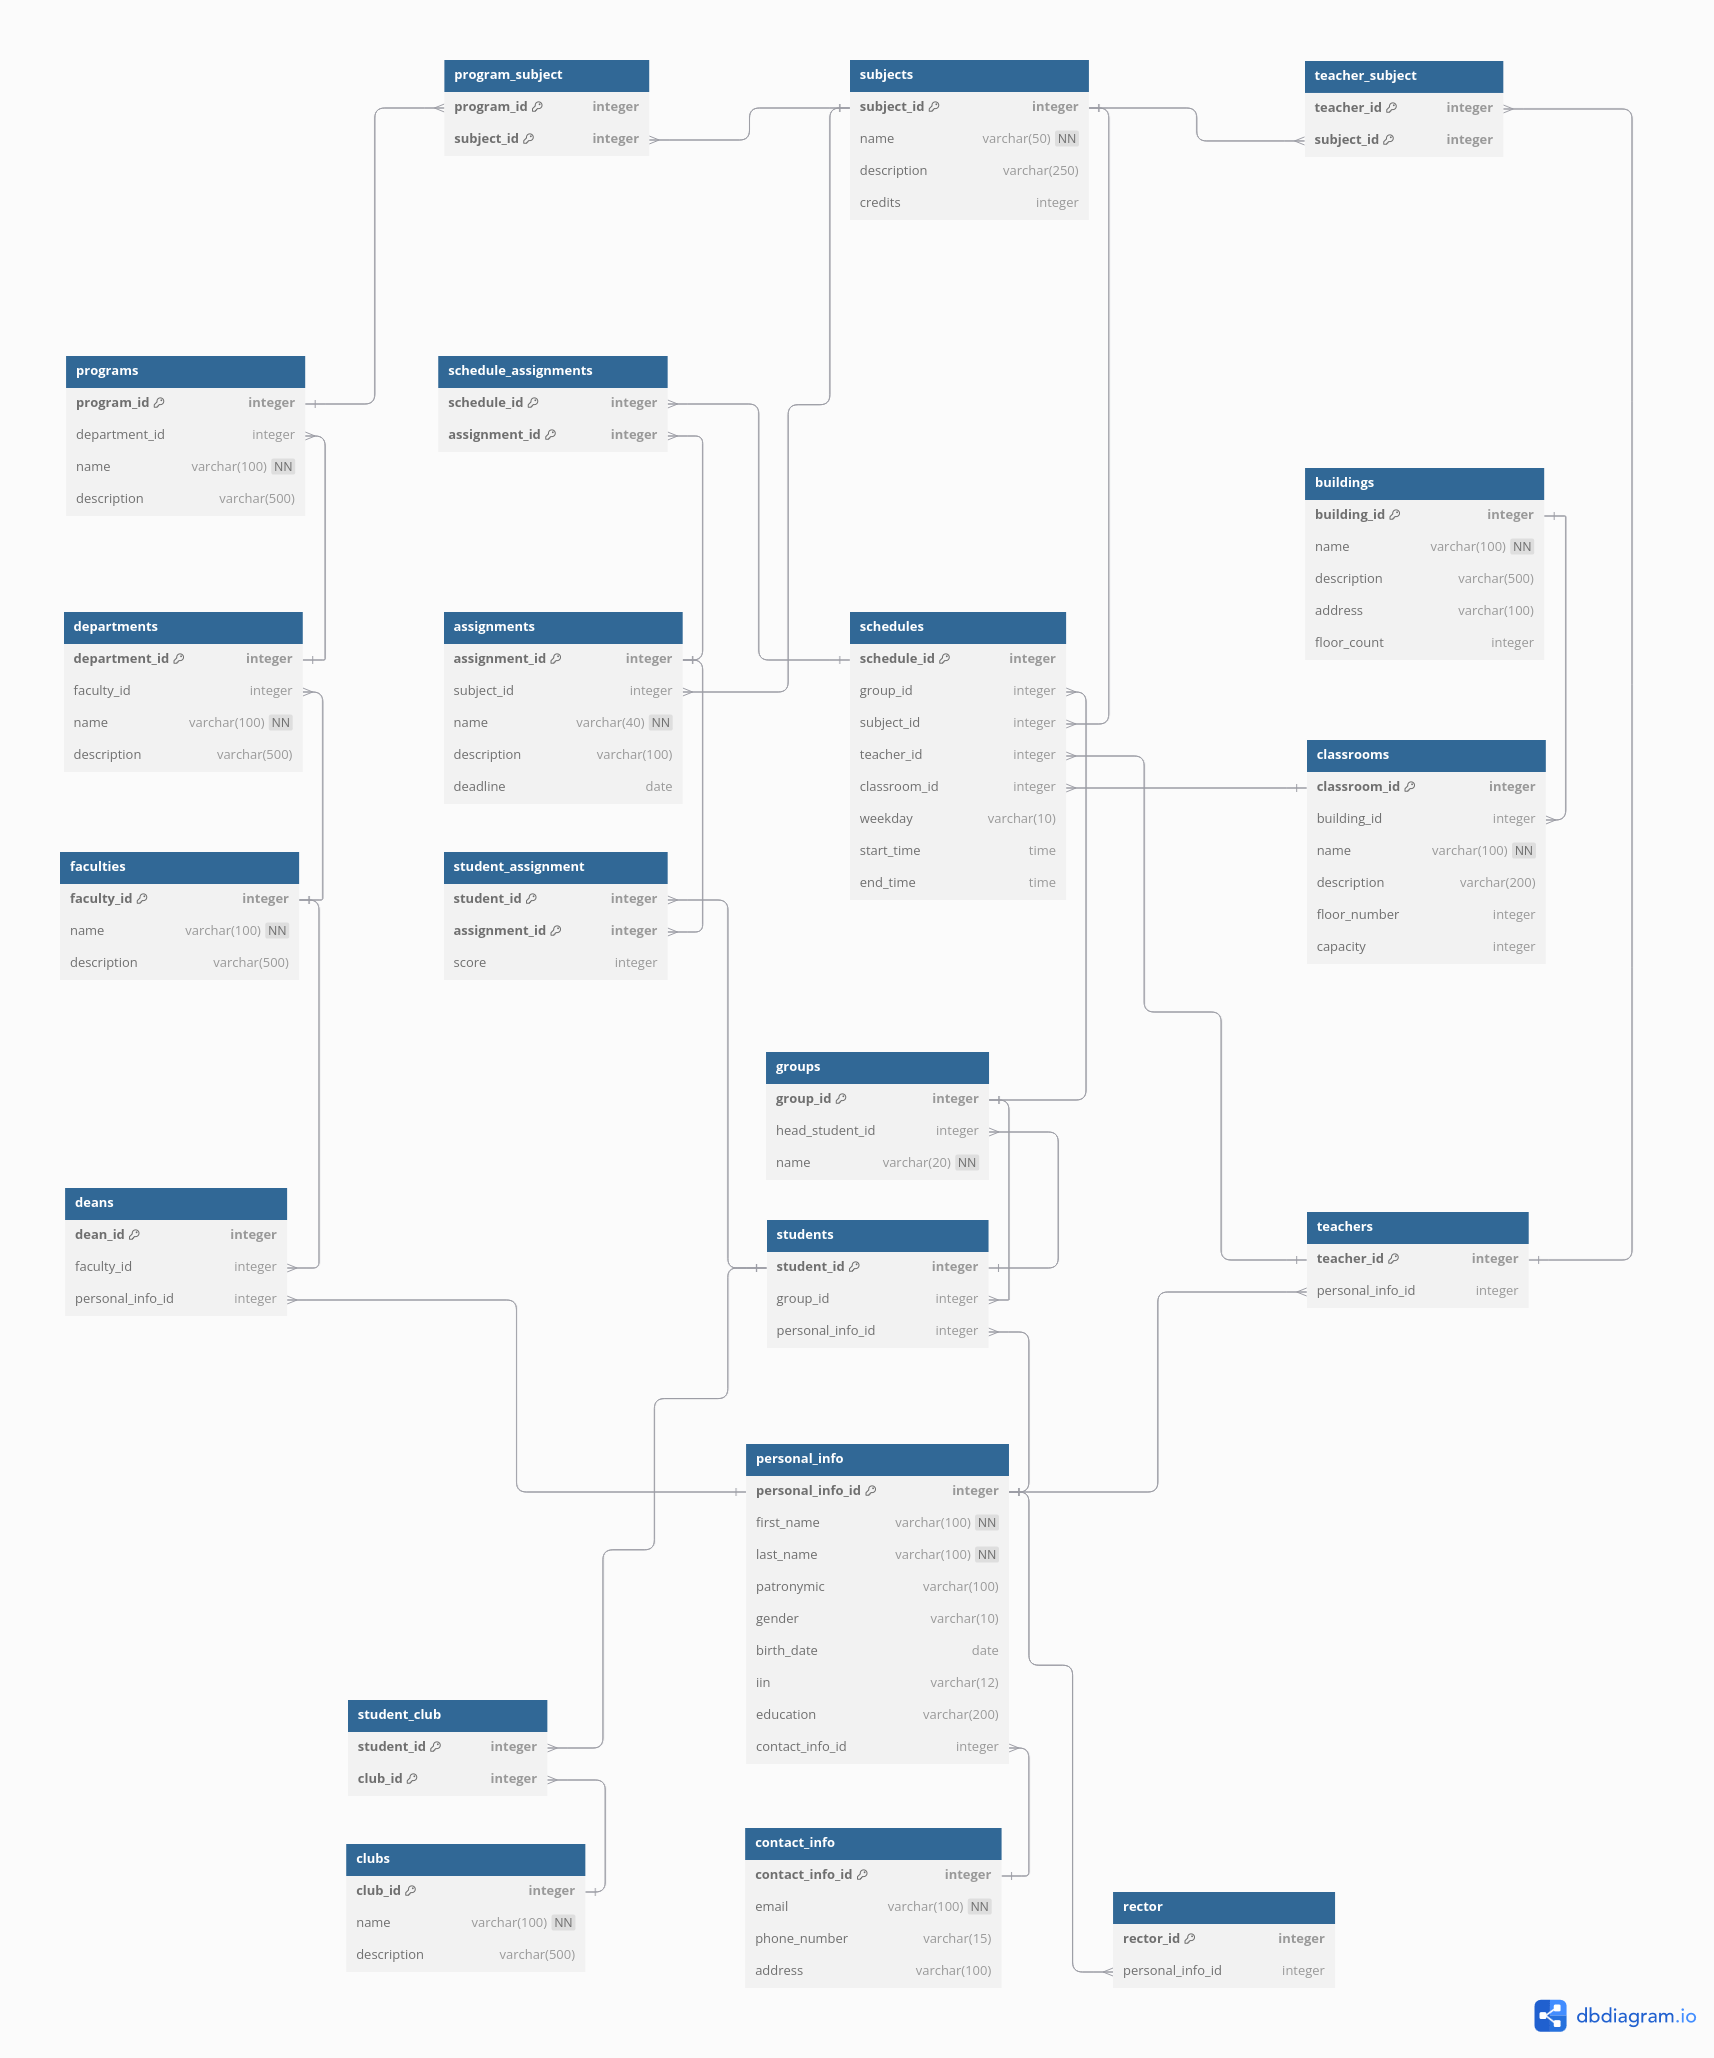 program_subject
program_id integer
subject_id integer
subjects
subject_id integer
name varchar(50) NN
description varchar(250)
credits integer
teacher_subject
teacher_id integer
subject_id integer
programs
program_id integer
department_id integer
name varchar(100) NN
description varchar(500)
schedule_assignments
schedule_id integer
assignment_id integer
buildings
building_id integer
name varchar(100) NN
description varchar(500)
address varchar(100)
floor_count integer
departments
department_id integer
faculty_id integer
name varchar(100) NN
description varchar(500)
assignments
assignment_id integer
subject_id integer
name varchar(40) NN
description varchar(100)
deadline date
schedules
schedule_id integer
group_id integer
subject_id integer
teacher_id integer
classroom_id integer
weekday varchar(10)
start_time time
end_time time
classrooms
classroom_id integer
building_id integer
name varchar(100) NN
description varchar(200)
floor_number integer
capacity integer
faculties
faculty_id integer
name varchar(100) NN
description varchar(500)
student_assignment
student_id integer
assignment_id integer
score integer
groups
group_id integer
head_student_id integer
name varchar(20) NN
deans
dean_id integer
faculty_id integer
personal_info_id integer
students
student_id integer
group_id integer
personal_info_id integer
teachers
teacher_id integer
personal_info_id integer
personal_info
personal_info_id integer
first_name varchar(100) NN
last_name varchar(100) NN
patronymic varchar(100)
gender varchar(10)
birth_date date
iin varchar(12)
education varchar(200)
contact_info_id integer
student_club
student_id integer
club_id integer
clubs
club_id integer
name varchar(100) NN
description varchar(500)
contact_info
contact_info_id integer
email varchar(100) NN
phone_number varchar(15)
address varchar(100)
rector
rector_id integer
personal_info_id integer
dbdiagram.io